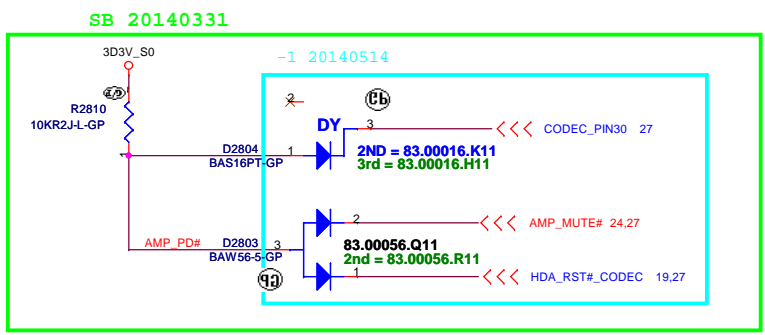 SB 20140331
-1 20140514
3D3V_S0
2
R2810
10KR2J-L-GP
1
DY
3
CODEC_PIN30 27
D2804
BAS16PT-GP
1
2ND = 83.00016.K11
3rd = 83.00016.H11
2
AMP_MUTE# 24,27
AMP_PD#
D2803
BAW56-5-GP
3
83.00056.Q11
2nd = 83.00056.R11
1
HDA_RST#_CODEC 19,27